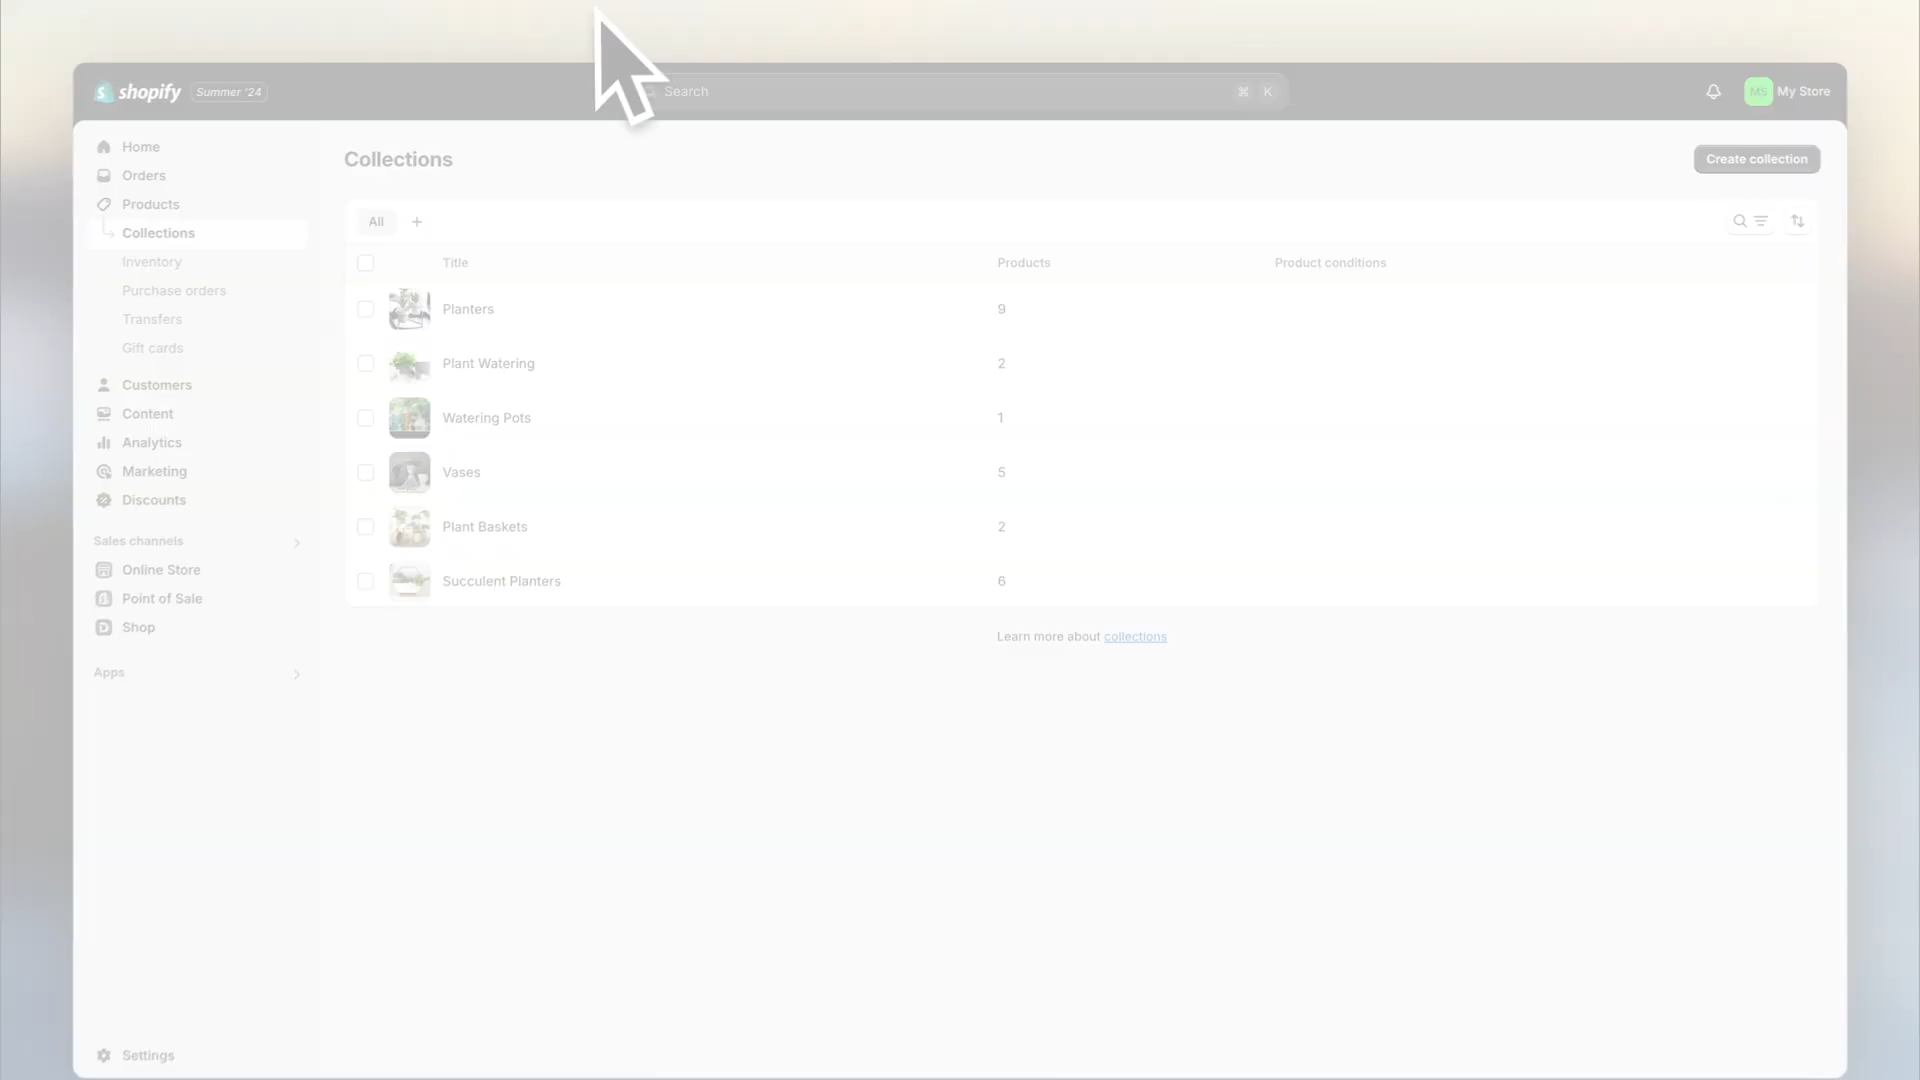 shopify Summer '24
Search ⌘ K
MS My Store
Home
Orders
Products
Collections
Inventory
Purchase orders
Transfers
Gift cards
Customers
Content
Analytics
Marketing
Discounts
Sales channels
Online Store
Point of Sale
Shop
Apps
Settings
Collections
Create collection
All +
Title Products Product conditions
Planters 9
Plant Watering 2
Watering Pots 1
Vases 5
Plant Baskets 2
Succulent Planters 6
Learn more about collections